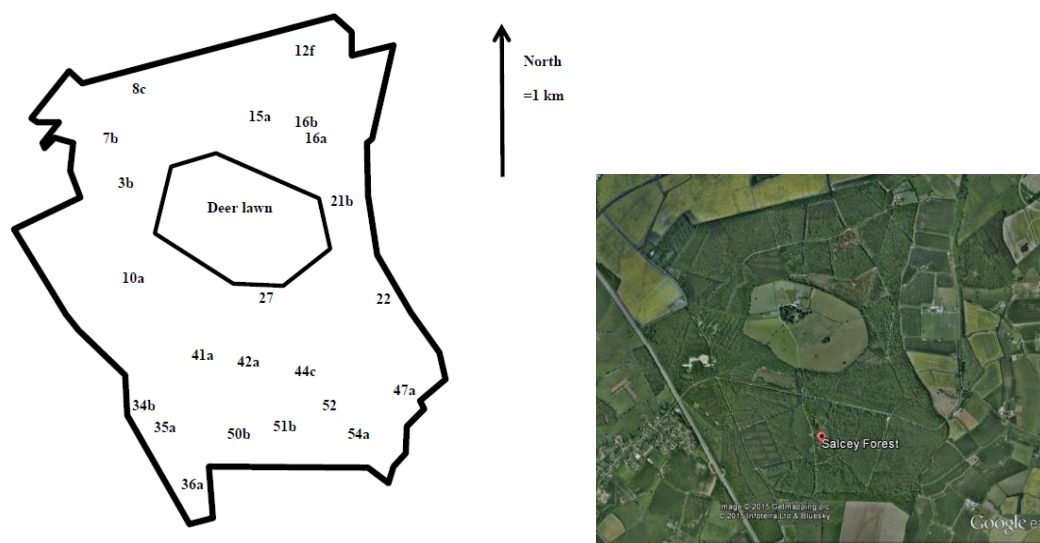 12f
North
=1 km
8c
15a
16b
16a
7b
3b
21b
Deer lawn
10a
27
22
41a
42a
44c
47a
34b
52
35a
51b
50b
54a
36a
Salcey Forest
Image © 2015 Getmapping plc
© 2015 Infoterra Ltd & Bluesky
Google e